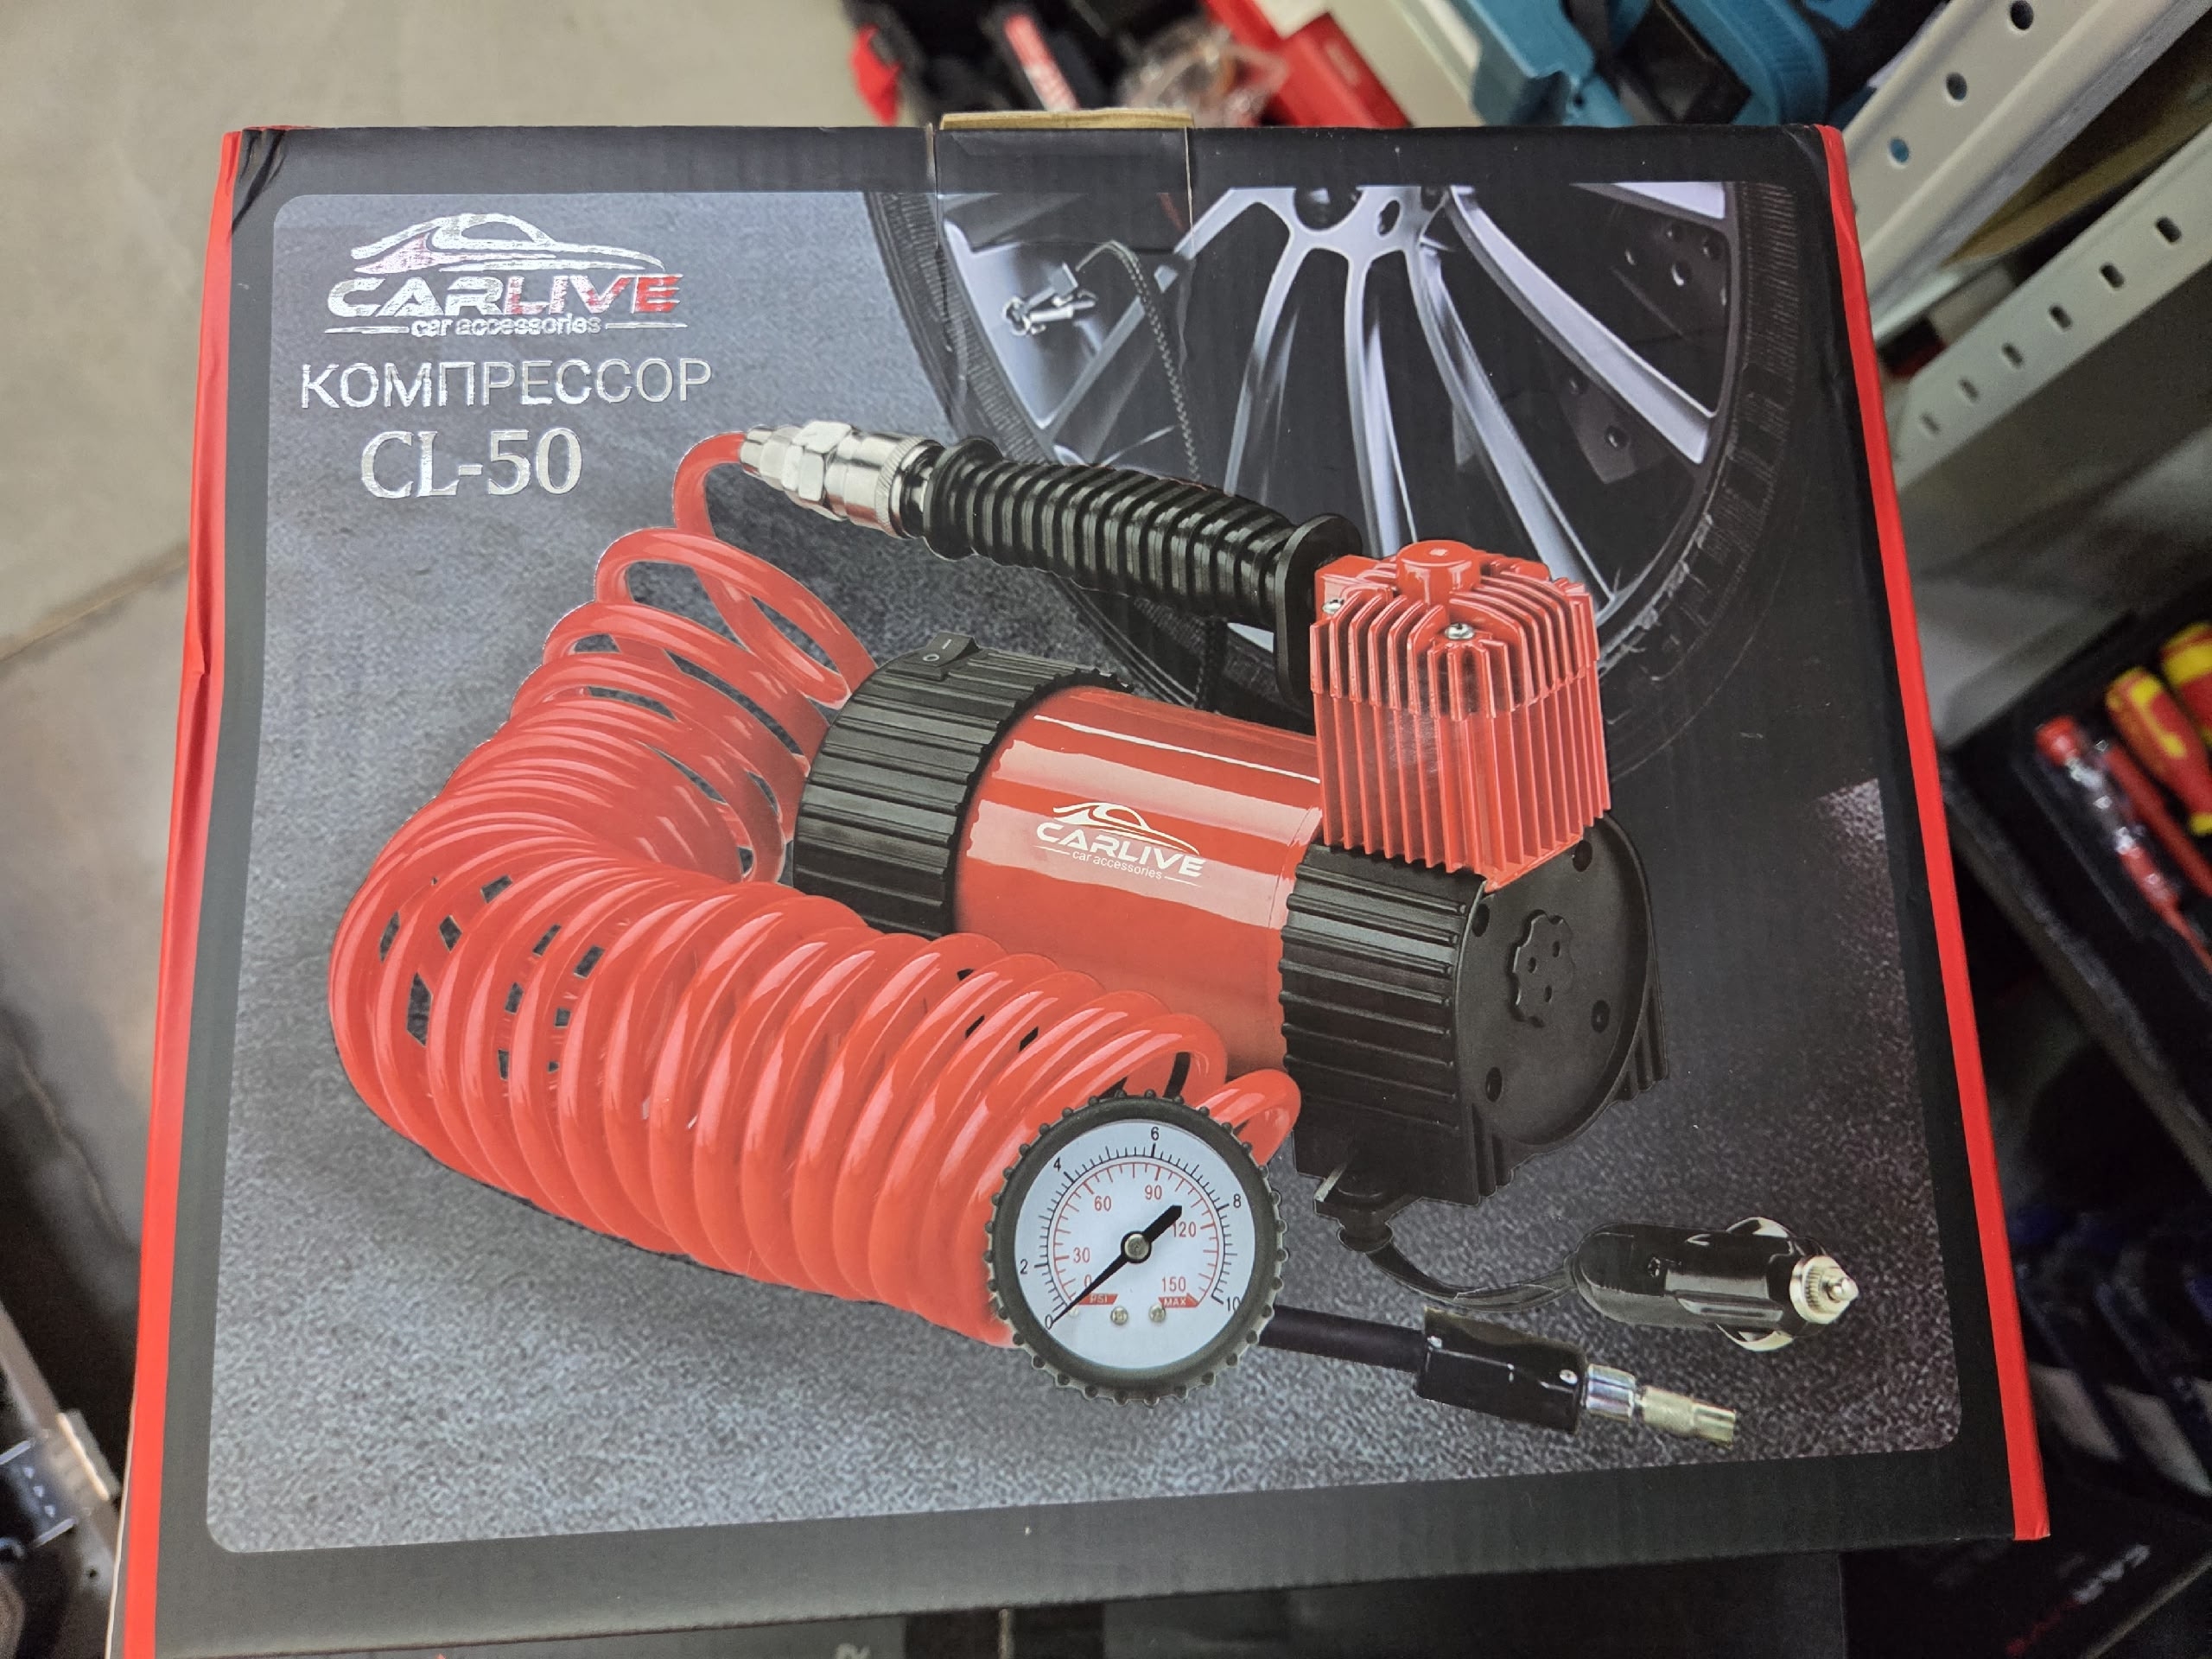 CARLIVE
car accessories
КОМПРЕССОР
CL-50
I
O
CARLIVE
car accessories
6
4
8
90
60
120
2
30
0
150
PSI
MAX
0
10